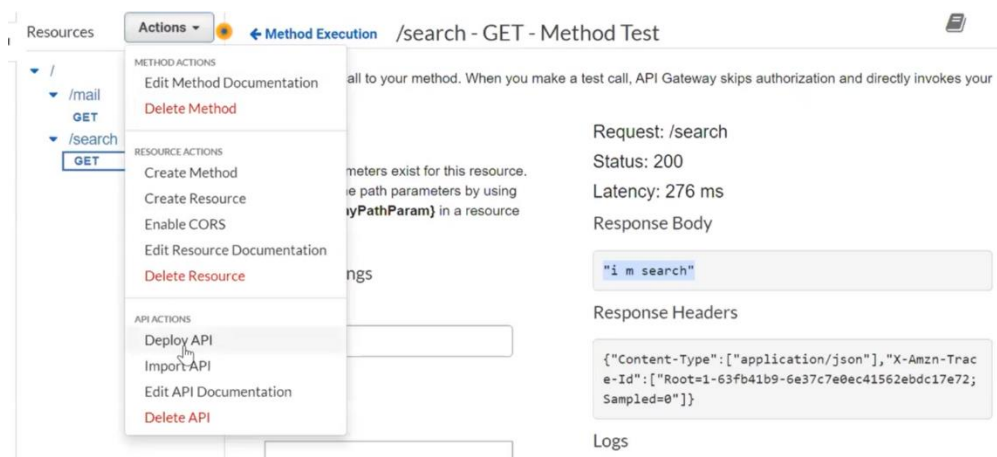 Resources
Actions
Method Execution /search - GET - Method Test
/
/mail
GET
/search
GET
METHOD ACTIONS
Edit Method Documentation
Delete Method
RESOURCE ACTIONS
Create Method
Create Resource
Enable CORS
Edit Resource Documentation
Delete Resource
API ACTIONS
Deploy API
Import API
Edit API Documentation
Delete API
all to your method. When you make a test call, API Gateway skips authorization and directly invokes your
meters exist for this resource.
e path parameters by using
yPathParam} in a resource
ngs
Request: /search
Status: 200
Latency: 276 ms
Response Body
"i m search"
Response Headers
{"Content-Type":["application/json"],"X-Amzn-Trac
e-Id":["Root=1-63fb41b9-6e37c7e0ec41562ebdc17e72;
Sampled=0"]}
Logs